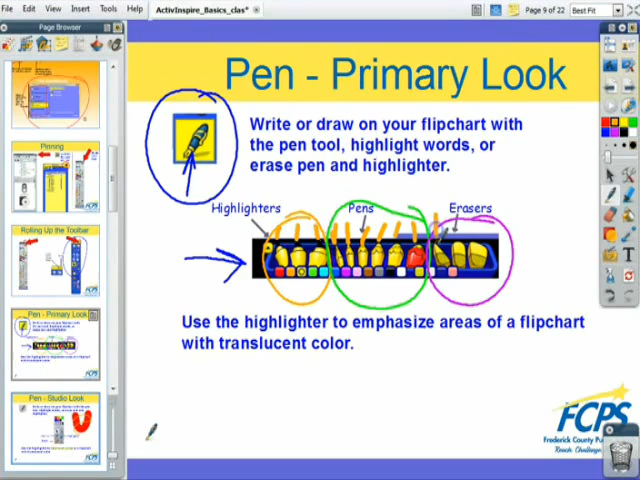 File Edit View Insert Tools Help
ActivInspire_Basics_clas*
Page 9 of 22
Best Fit
Page Browser
Pinning
Rolling Up the Toolbar
Pen - Primary Look
Pen - Studio Look
Pen - Primary Look
Write or draw on your flipchart with
the pen tool, highlight words, or
erase pen and highlighter.
Highlighters Pens Erasers
Use the highlighter to emphasize areas of a flipchart
with translucent color.
FCPS
Frederick County Pu
Reach. Challenge.